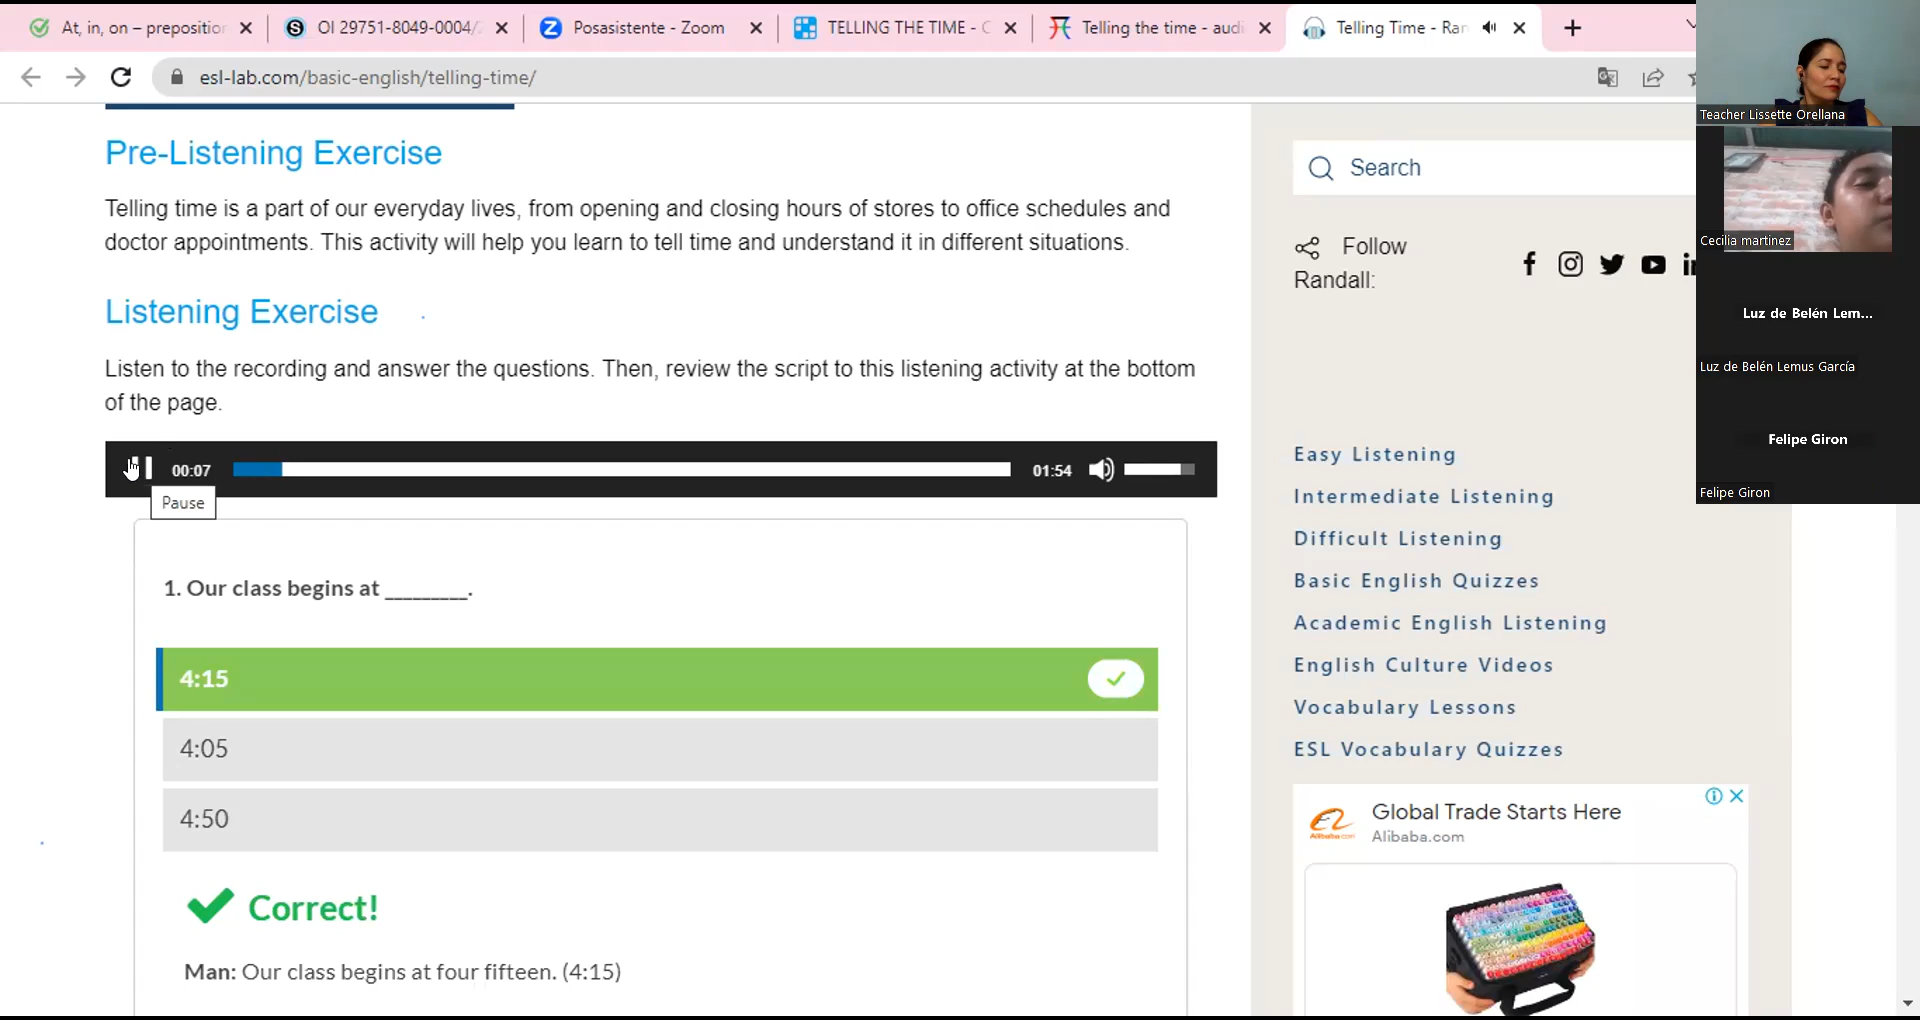 At, in, on – prepositio
OI 29751-8049-0004/2
Posasistente - Zoom
TELLING THE TIME - C
Telling the time - audi
Telling Time - Ran
esl-lab.com/basic-english/telling-time/
Pre-Listening Exercise
Telling time is a part of our everyday lives, from opening and closing hours of stores to office schedules and
doctor appointments. This activity will help you learn to tell time and understand it in different situations.
Listening Exercise
Listen to the recording and answer the questions. Then, review the script to this listening activity at the bottom
of the page.
00:07
01:54
Pause
1. Our class begins at _________.
4:15
4:05
4:50
Correct!
Man: Our class begins at four fifteen. (4:15)
Search
Follow
Randall:
Easy Listening
Intermediate Listening
Difficult Listening
Basic English Quizzes
Academic English Listening
English Culture Videos
Vocabulary Lessons
ESL Vocabulary Quizzes
Global Trade Starts Here
Alibaba.com
Alibaba.com
Teacher Lissette Orellana
Cecilia martinez
Luz de Belén Lem...
Luz de Belén Lemus García
Felipe Giron
Felipe Giron